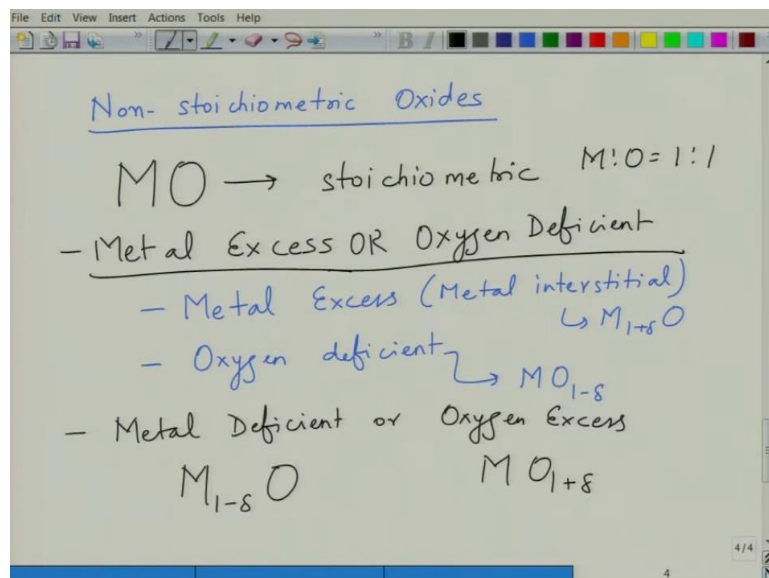 File Edit View Insert Actions Tools Help
B I
Non-stoichiometric Oxides
MO → stoichiometric M:O = 1:1
- Metal Excess OR Oxygen Deficient
- Metal Excess (Metal interstitial)
↳ M₁₊δO
- Oxygen deficient
↳ MO₁₋δ
- Metal Deficient or Oxygen Excess
M₁₋δO MO₁₊δ
4/4
4